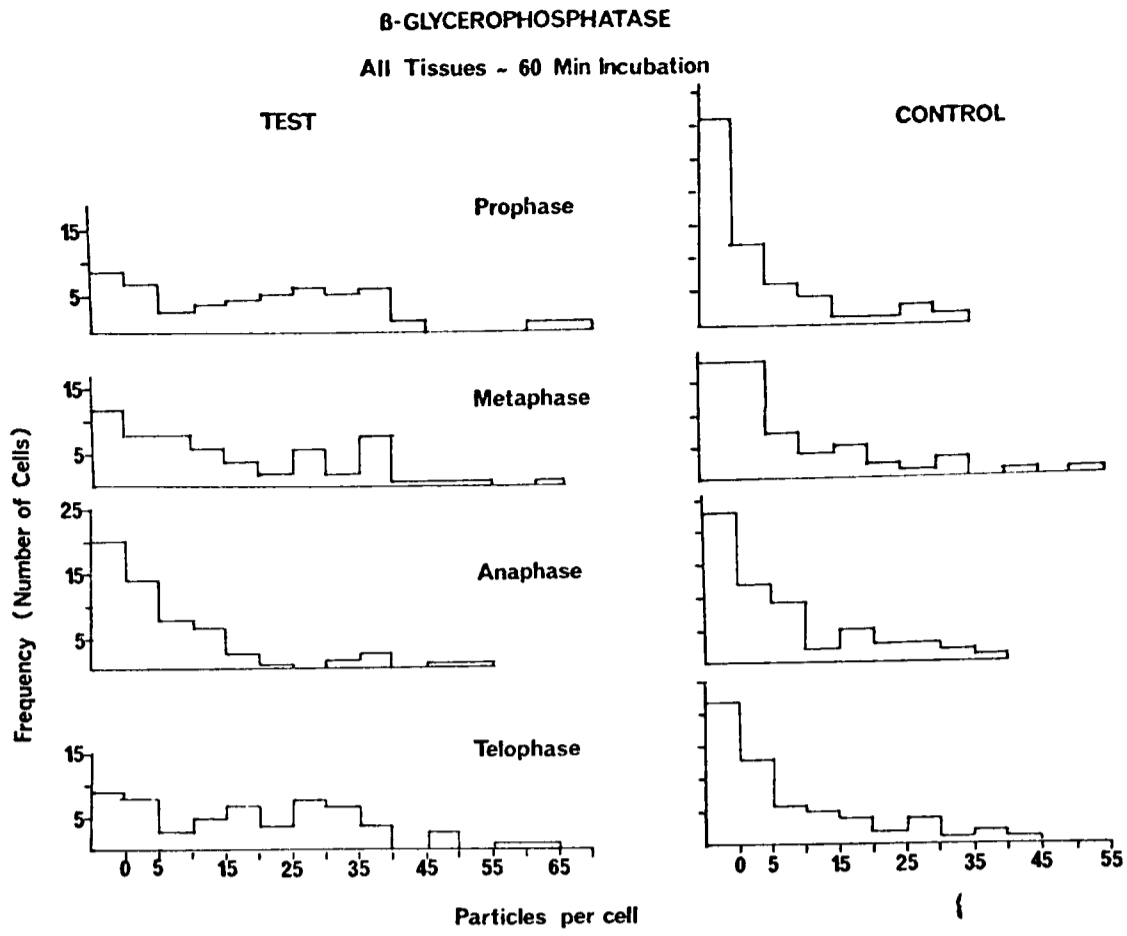 β-GLYCEROPHOSPHATASE
All Tissues ~ 60 Min Incubation
TEST
CONTROL
Prophase
15
5
Metaphase
15
5
Anaphase
25
15
5
Telophase
15
5
Frequency (Number of Cells)
0 5 15 25 35 45 55 65
0 5 15 25 35 45 55
Particles per cell